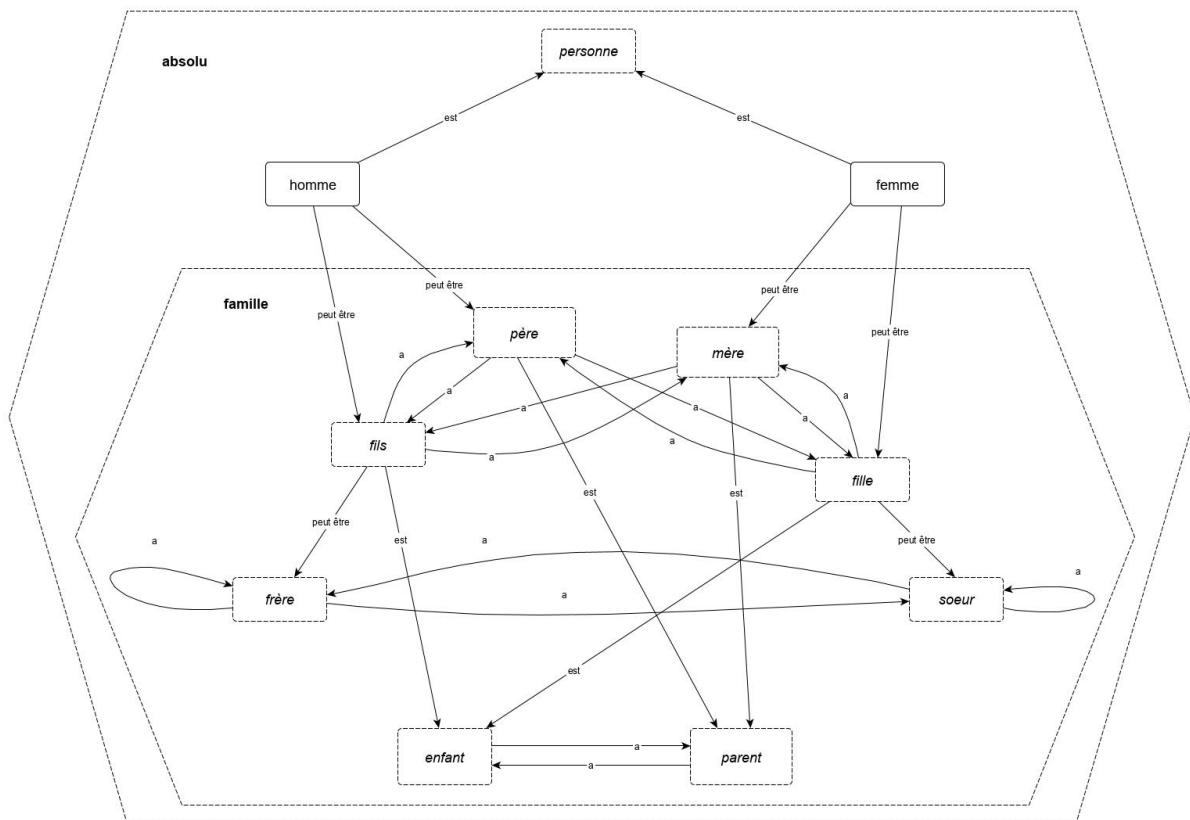 personne
absolu
est
est
homme
femme
peut être
peut être
famille
peut être
peut être
père
mère
a
a
a
a
a
a
a
a
fils
fille
est
est
peut être
est
peut être
a
a
a
a
frère
soeur
est
enfant
a
a
parent